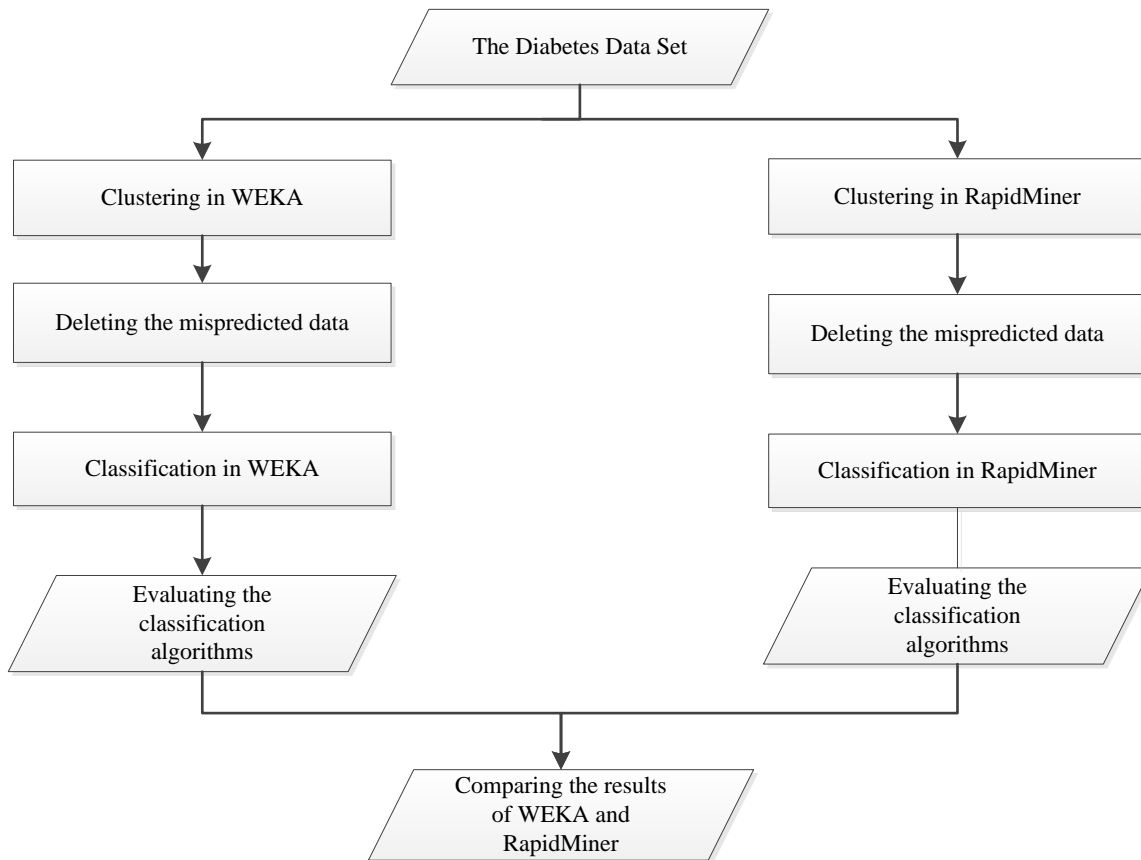 The Diabetes Data Set
Clustering in WEKA
Clustering in RapidMiner
Deleting the mispredicted data
Deleting the mispredicted data
Classification in WEKA
Classification in RapidMiner
Evaluating the
classification
algorithms
Evaluating the
classification
algorithms
Comparing the results
of WEKA and
RapidMiner